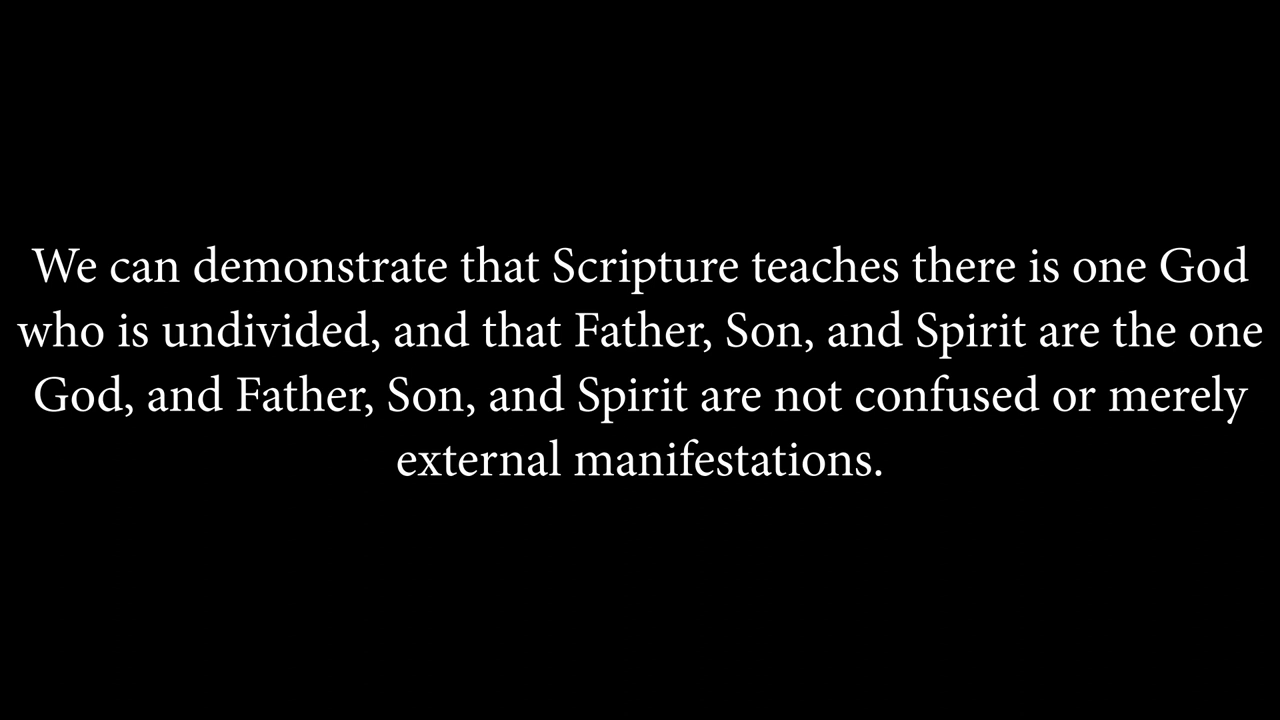 We can demonstrate that Scripture teaches there is one God
who is undivided, and that Father, Son, and Spirit are the one
God, and Father, Son, and Spirit are not confused or merely
external manifestations.